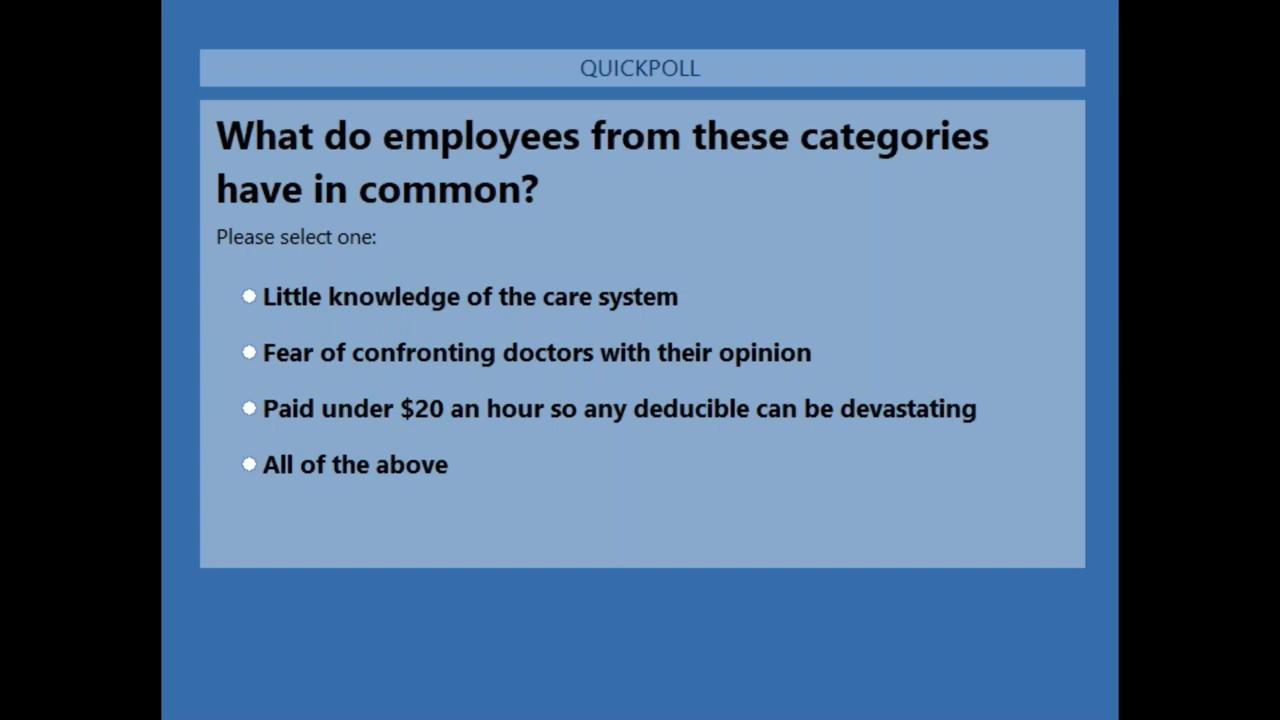 QUICKPOLL
What do employees from these categories
have in common?
Please select one:
Little knowledge of the care system
Fear of confronting doctors with their opinion
Paid under $20 an hour so any deducible can be devastating
All of the above